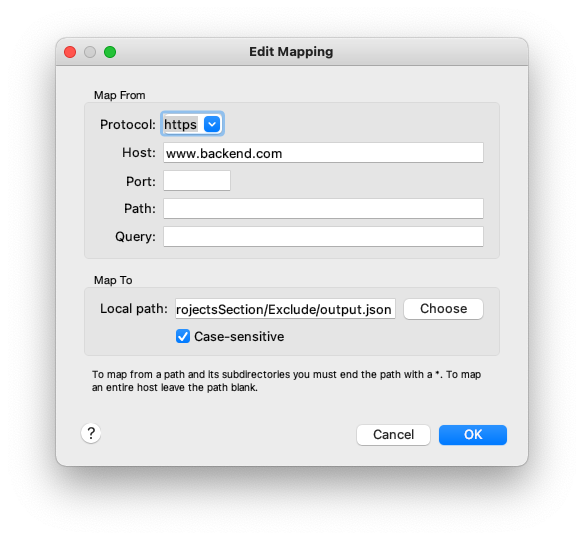 Edit Mapping
Map From
Protocol: https
Host: www.backend.com
Port:
Path:
Query:
Map To
Local path: rojectsSection/Exclude/output.json Choose
Case-sensitive
To map from a path and its subdirectories you must end the path with a *. To map
an entire host leave the path blank.
? Cancel OK